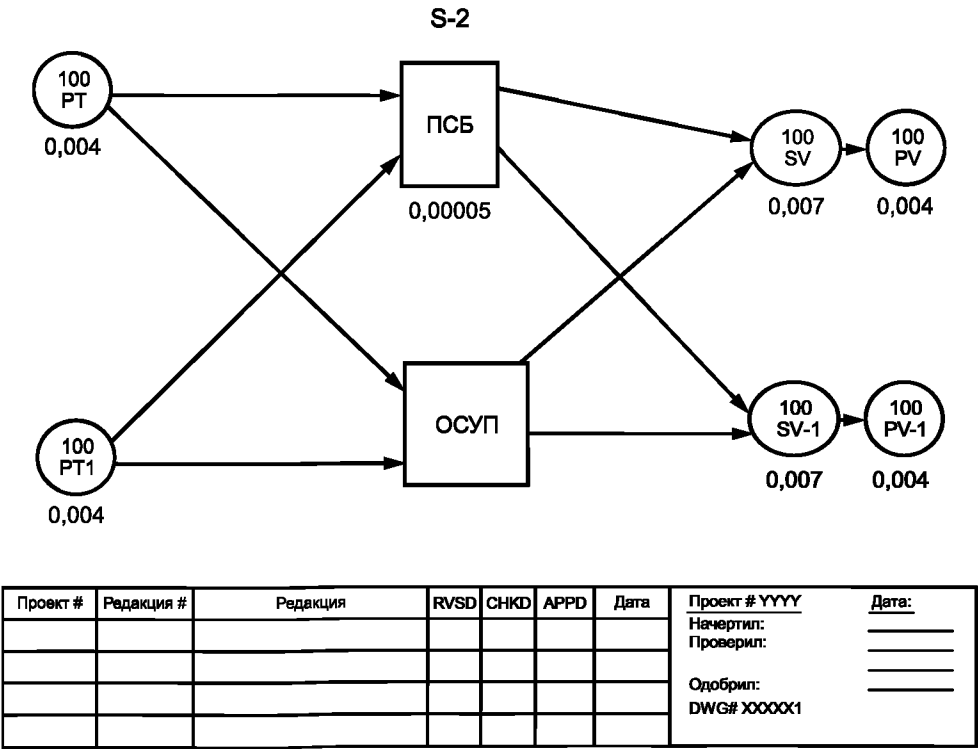 S-2
100
PT
0,004
ПСБ
0,00005
100
SV
0,007
100
PV
0,004
100
PT1
0,004
ОСУП
100
SV-1
0,007
100
PV-1
0,004
Проект # Редакция # Редакция RVSD CHKD APPD Дата
Проект # YYYY Дата:
Начертил:
Проверил:
Одобрил:
DWG# XXXXX1